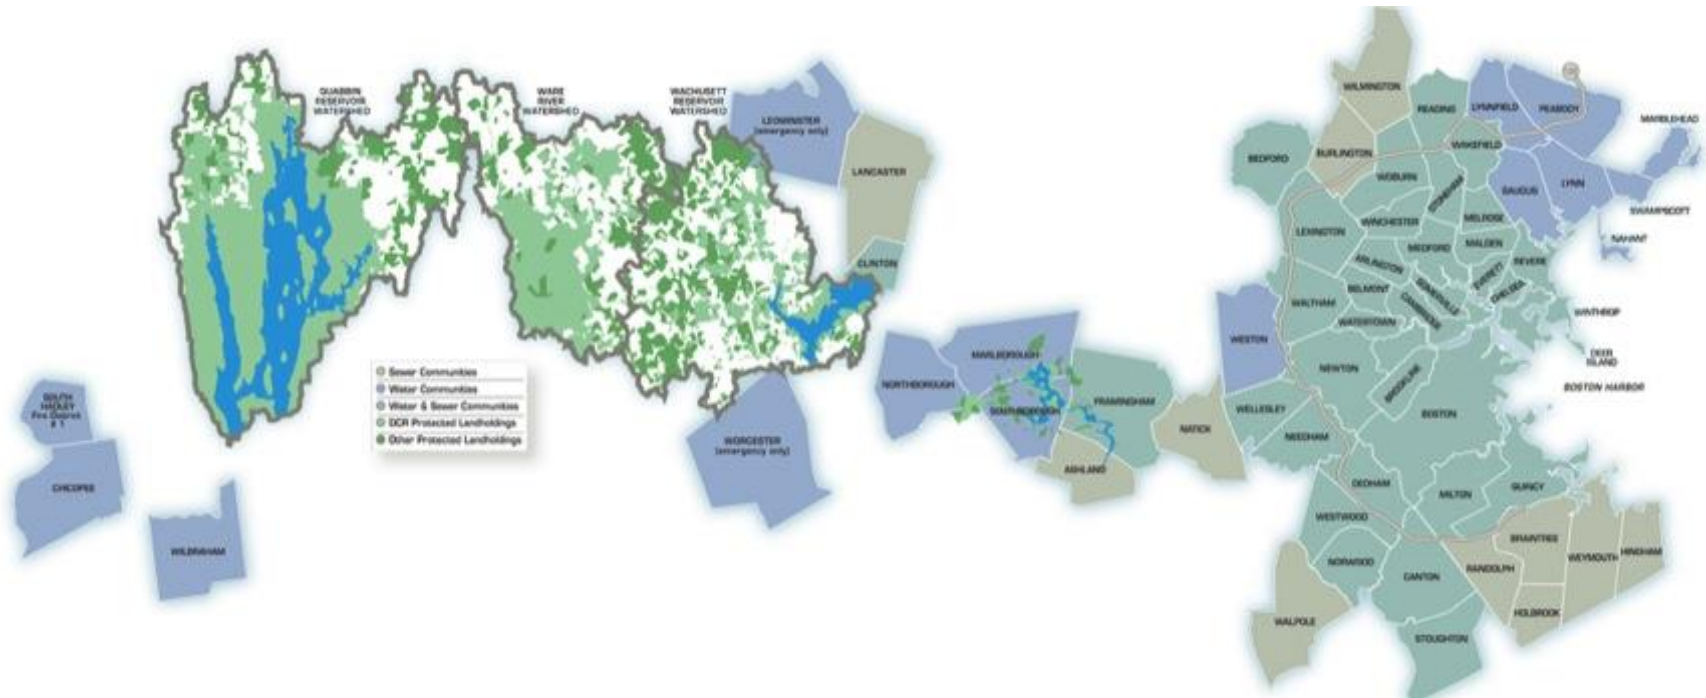 QUABBIN
RESERVOIR
WATERSHED
WARE
RIVER
WATERSHED
WACHUSETT
RESERVOIR
WATERSHED
LEOMINSTER
(emergency only)
LANCASTER
CLINTON
Sewer Communities
Water Communities
Water & Sewer Communities
DCR Protected Landholdings
Other Protected Landholdings
SOUTH
HADLEY
# 1
CHICOPEE
WILBRAHAM
WORCESTER
(emergency only)
NORTHBOROUGH
MARLBOROUGH
SOUTHBOROUGH
FRAMINGHAM
ASHLAND
NATICK
WESTON
WILMINGTON
READING
LYNNFIELD
PEABODY
MARBLEHEAD
BEDFORD
BURLINGTON
WAKEFIELD
WOBURN
STONEHAM
SAUGUS
LYNN
SWAMPSCOTT
NAHANT
LEXINGTON
WINCHESTER
MELROSE
MEDFORD
MALDEN
REVERE
ARLINGTON
EVERETT
CHELSEA
BELMONT
SOMERVILLE
CAMBRIDGE
WALTHAM
WATERTOWN
WINTHROP
DEER
ISLAND
BOSTON HARBOR
NEWTON
BROOKLINE
BOSTON
WELLESLEY
NEEDHAM
DEDHAM
MILTON
QUINCY
WESTWOOD
NORWOOD
CANTON
RANDOLPH
BRAINTREE
WEYMOUTH
HINGHAM
HOLBROOK
WALPOLE
STOUGHTON